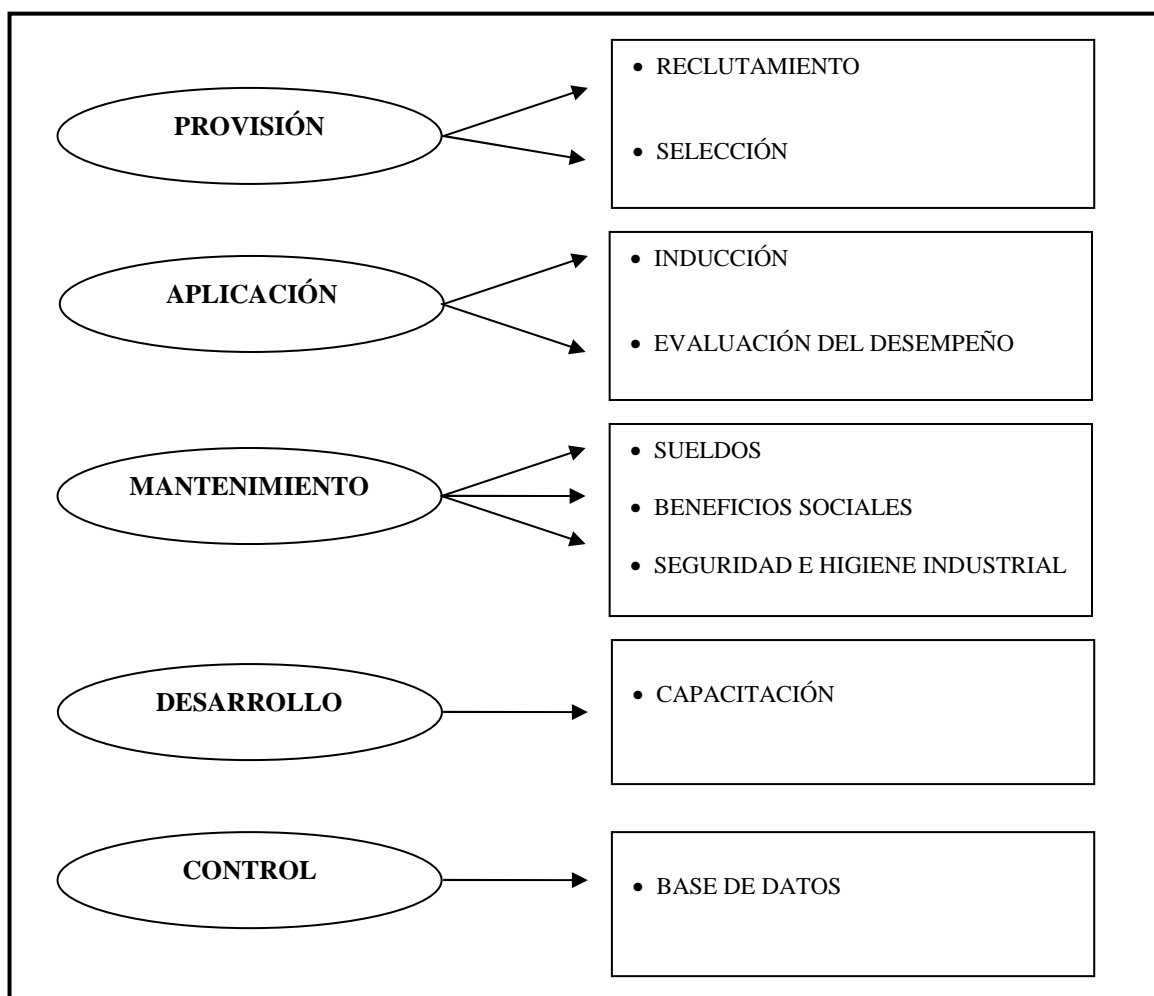 PROVISIÓN
• RECLUTAMIENTO
• SELECCIÓN
APLICACIÓN
• INDUCCIÓN
• EVALUACIÓN DEL DESEMPEÑO
MANTENIMIENTO
• SUELDOS
• BENEFICIOS SOCIALES
• SEGURIDAD E HIGIENE INDUSTRIAL
DESARROLLO
• CAPACITACIÓN
CONTROL
• BASE DE DATOS